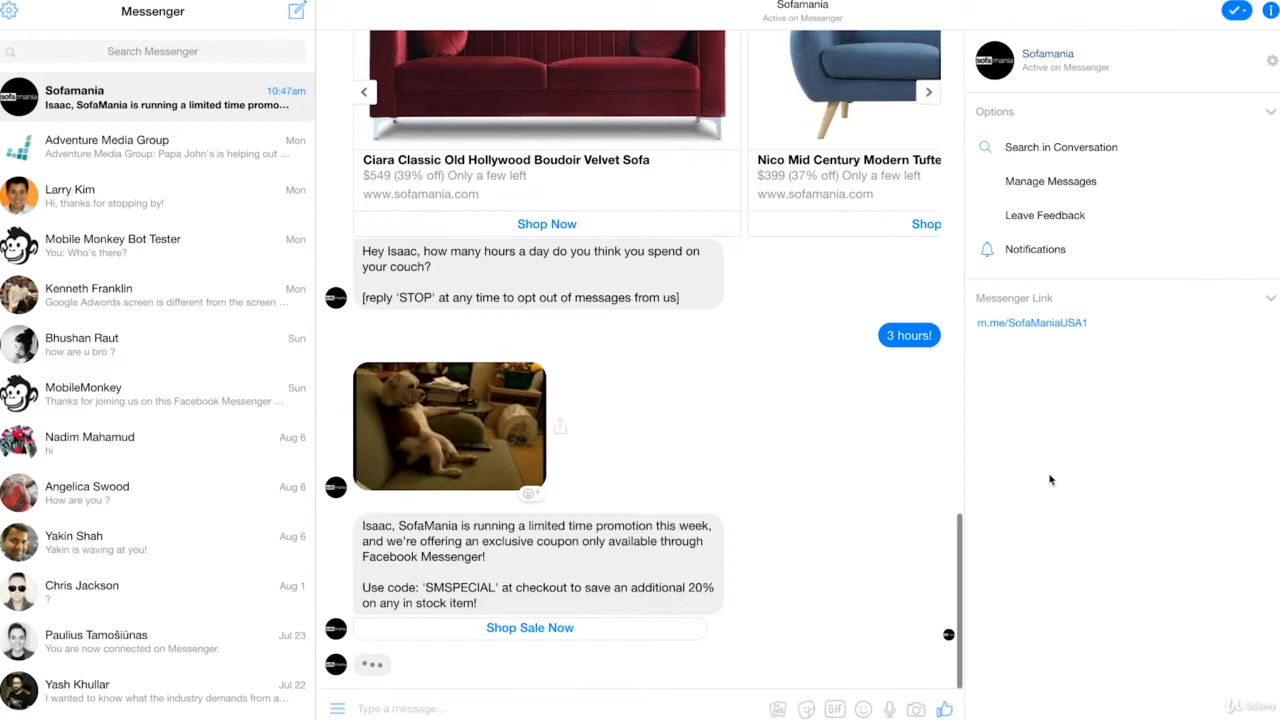 Messenger
Search Messenger
Sofamania
10:47am
Isaac, SofaMania is running a limited time promo...
Adventure Media Group
Mon
Adventure Media Group: Papa John's is helping out ...
Larry Kim
Mon
Hi, thanks for stopping by!
Mobile Monkey Bot Tester
Mon
You: Who's there?
Kenneth Franklin
Mon
Google Adwords screen is different from the screen ...
Bhushan Raut
Sun
how are u bro ?
MobileMonkey
Sun
Thanks for joining us on this Facebook Messenger ...
Nadim Mahamud
Aug 6
hi
Angelica Swood
Aug 6
How are you ?
Yakin Shah
Aug 6
Yakin is waving at you!
Chris Jackson
Aug 1
?
Paulius Tamošiūnas
Jul 23
You are now connected on Messenger.
Yash Khullar
Jul 22
I wanted to know what the industry demands from a...
Sofamania
Active on Messenger
Ciara Classic Old Hollywood Boudoir Velvet Sofa
$549 (39% off) Only a few left
www.sofamania.com
Shop Now
Nico Mid Century Modern Tufte
$399 (37% off) Only a few left
www.sofamania.com
Shop
Hey Isaac, how many hours a day do you think you spend on
your couch?
[reply 'STOP' at any time to opt out of messages from us]
3 hours!
Isaac, SofaMania is running a limited time promotion this week,
and we're offering an exclusive coupon only available through
Facebook Messenger!
Use code: 'SMSPECIAL' at checkout to save an additional 20%
on any in stock item!
Shop Sale Now
Type a message...
GIF
sofamania
Sofamania
Active on Messenger
Options
Search in Conversation
Manage Messages
Leave Feedback
Notifications
Messenger Link
m.me/SofaManiaUSA1
Udemy